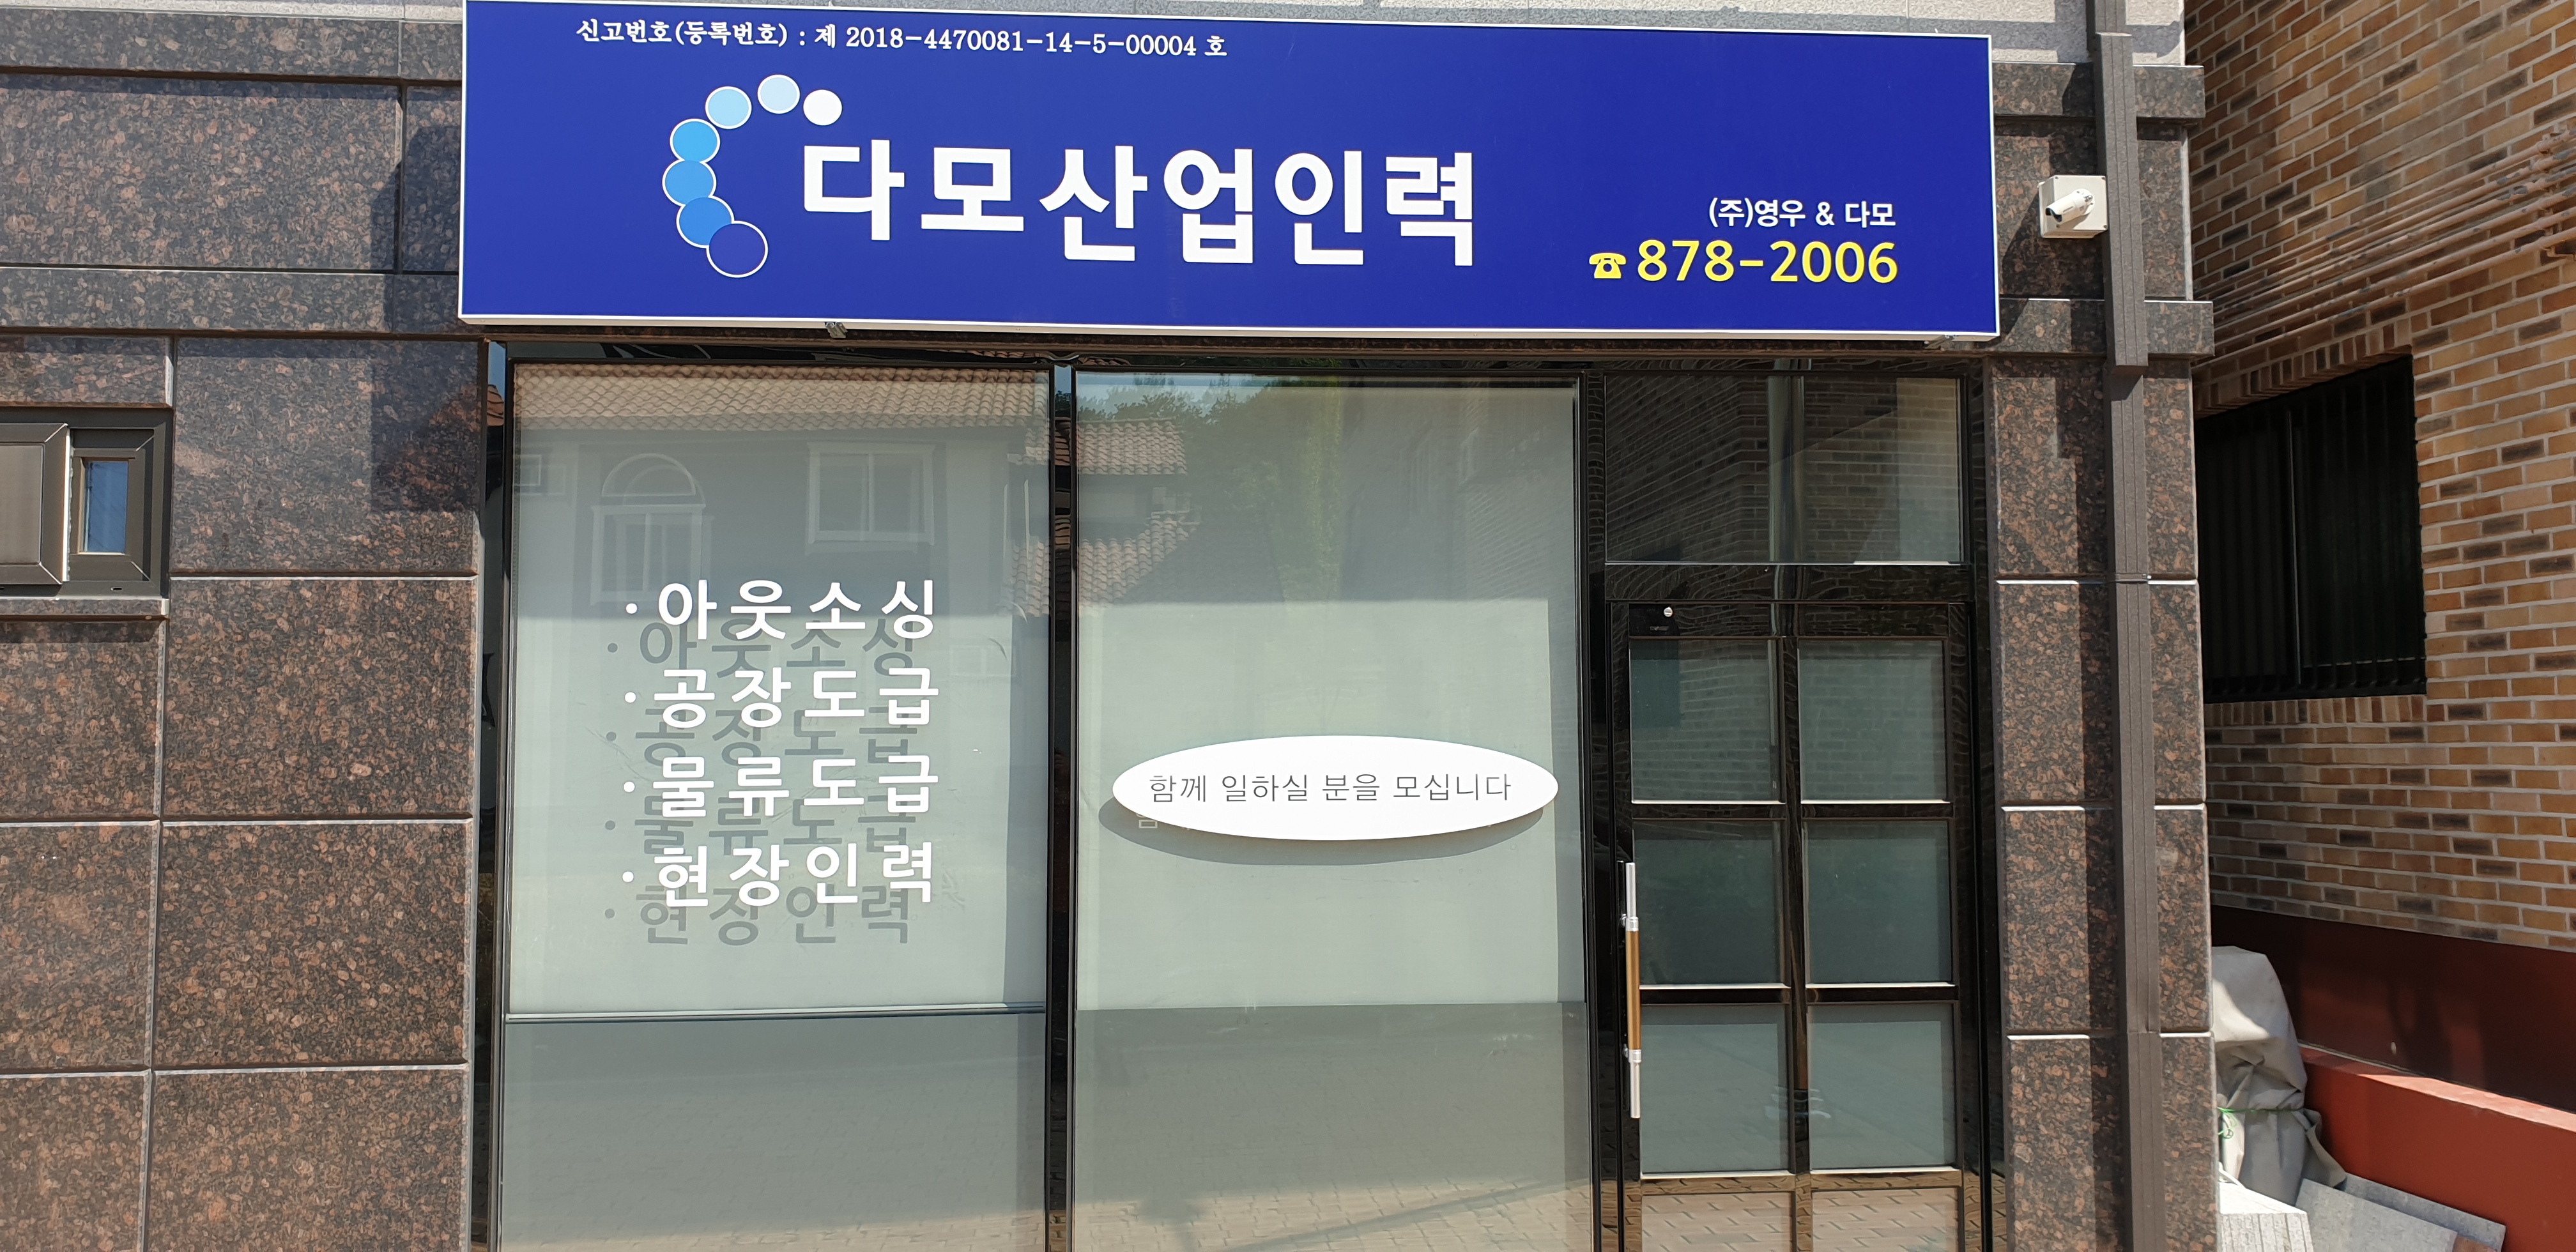 신고번호(등록번호) : 제 2018-4470081-14-5-00004 호
다모산업인력
(주)영우 & 다모
☎878-2006
·아웃소싱
·공장도급
·물류도급
·현장인력
함께 일하실 분을 모십니다